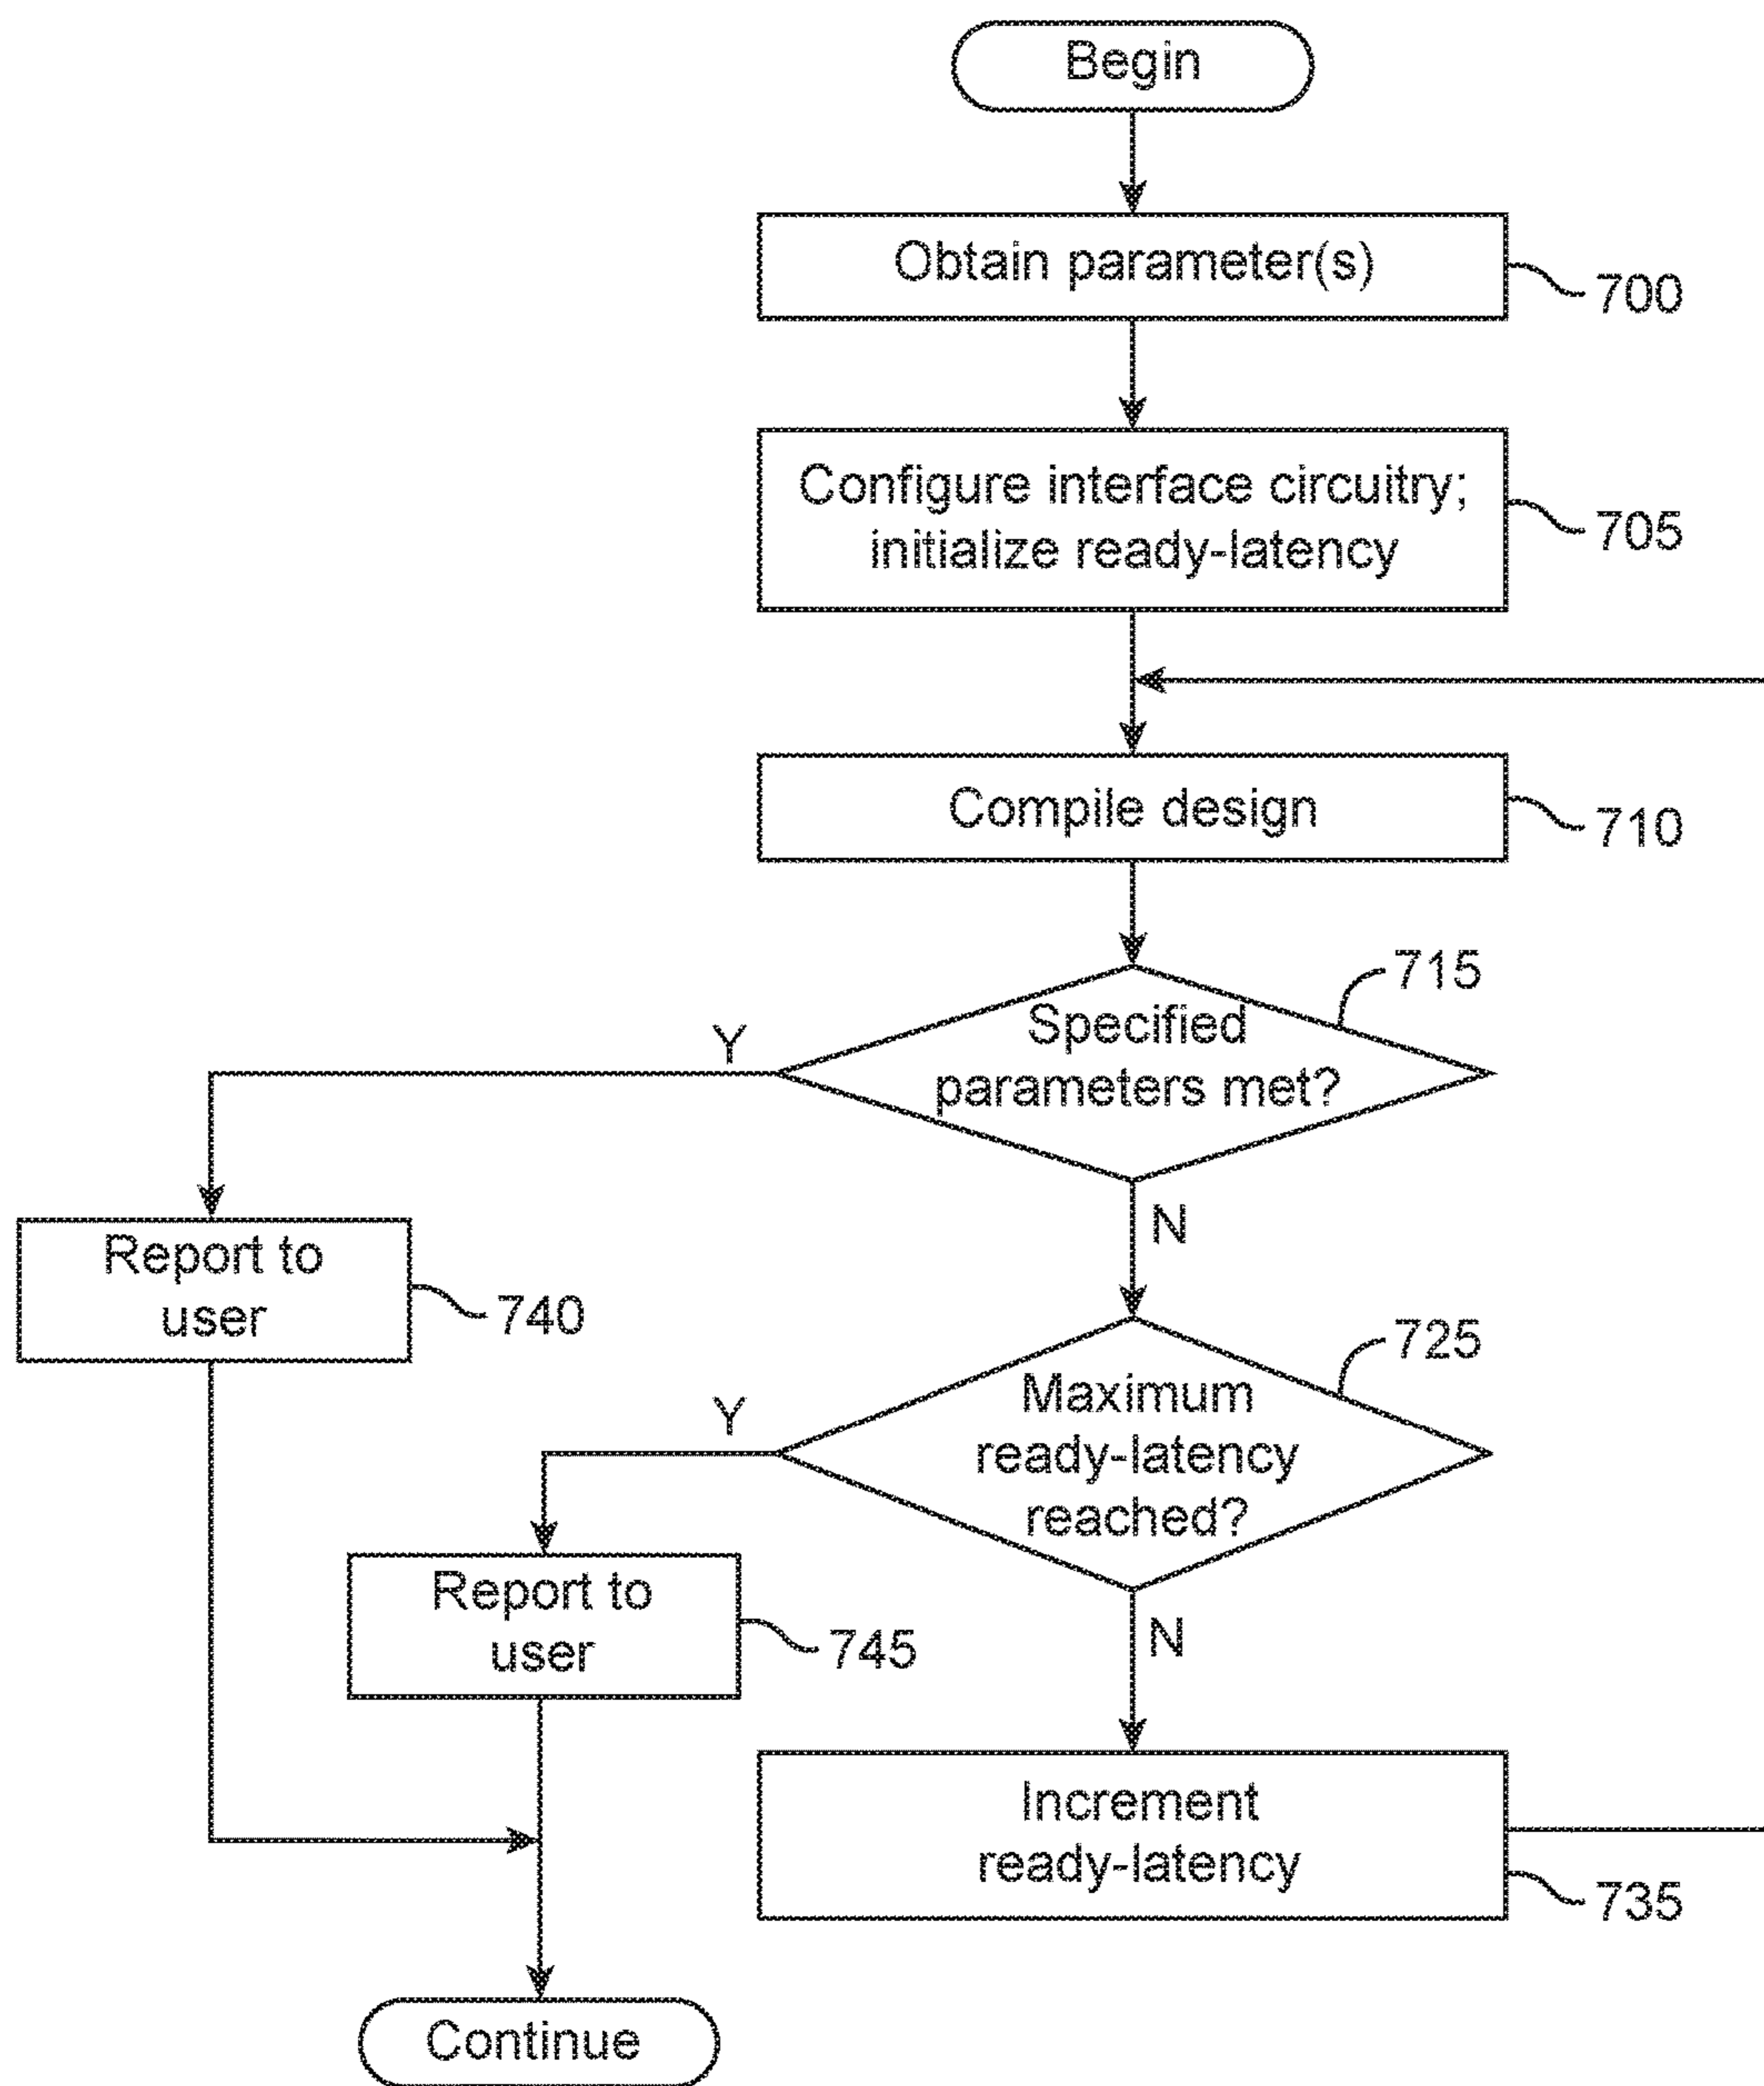 Begin
Obtain parameter(s)
700
Configure interface circuitry;
initialize ready-latency
705
Compile design
710
715
Specified
parameters met?
Y
N
Report to
user
740
725
Maximum
ready-latency
reached?
Y
N
Report to
user
745
Increment
ready-latency
735
Continue